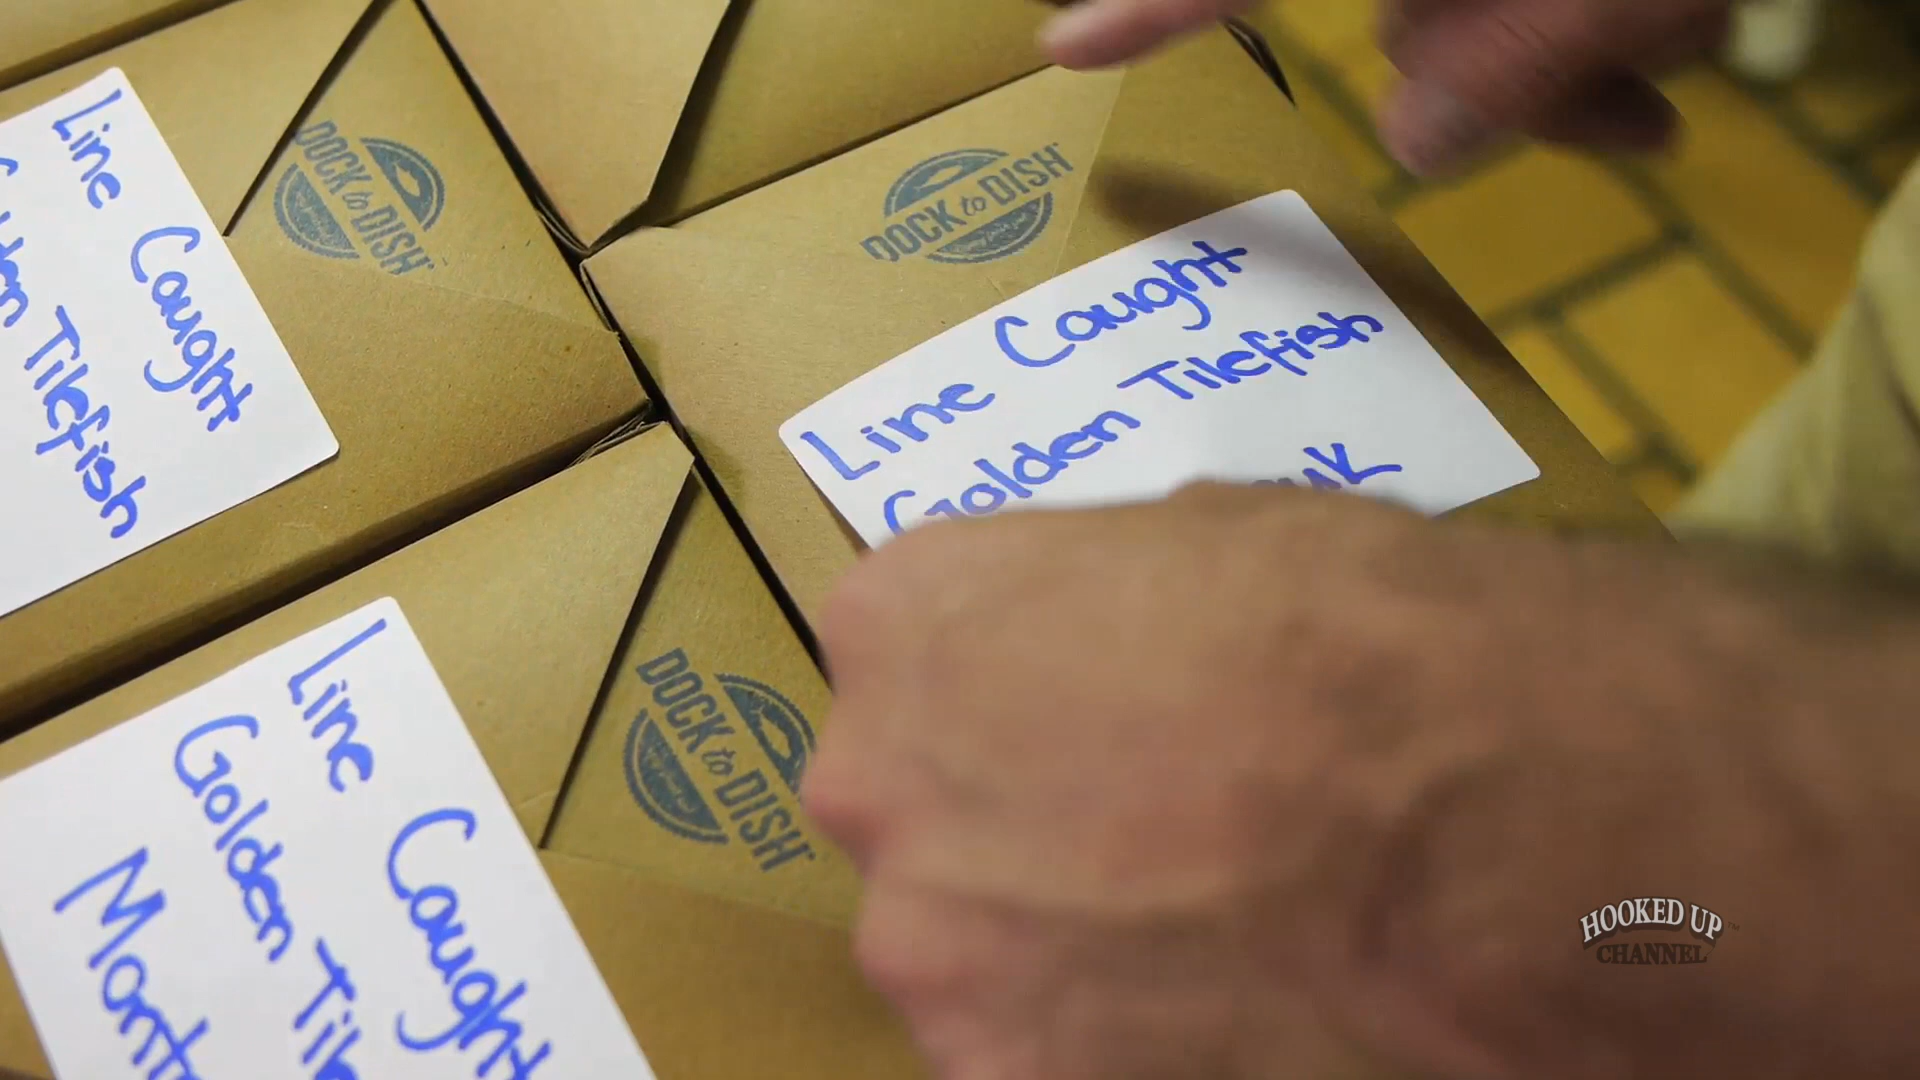 Line Caught
Tilefish
DOCK to DISH
DOCK to DISH
Line Caught
Golden Tilefish
Line Caught
Golden
DOCK to DISH
HOOKED UP™
CHANNEL